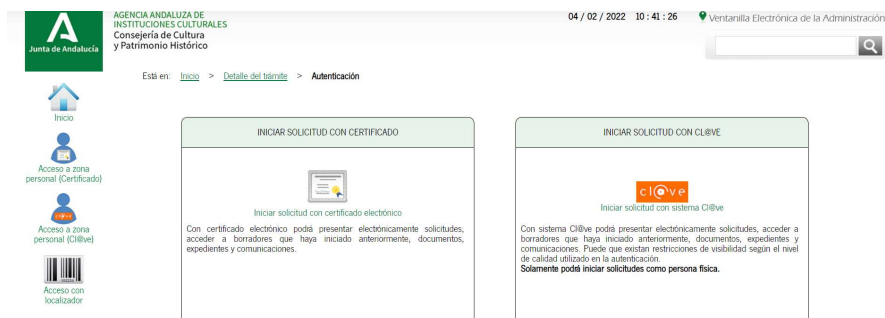 AGENCIA ANDALUZA DE
INSTITUCIONES CULTURALES
Consejería de Cultura
y Patrimonio Histórico
Junta de Andalucía
04 / 02 / 2022 10 : 41 : 26
Ventanilla Electrónica de la Administración
Está en: Inicio > Detalle del trámite > Autenticación
Inicio
Acceso a zona
personal (Certificado)
cl@ve
Acceso a zona
personal (Cl@ve)
Acceso con
localizador
INICIAR SOLICITUD CON CERTIFICADO
Iniciar solicitud con certificado electrónico
Con certificado electrónico podrá presentar electrónicamente solicitudes,
acceder a borradores que haya iniciado anteriormente, documentos,
expedientes y comunicaciones.
INICIAR SOLICITUD CON CL@VE
cl@ve
Iniciar solicitud con sistema Cl@ve
Con sistema Cl@ve podrá presentar electrónicamente solicitudes, acceder a
borradores que haya iniciado anteriormente, documentos, expedientes y
comunicaciones. Puede que existan restricciones de visibilidad según el nivel
de calidad utilizado en la autenticación.
Solamente podrá iniciar solicitudes como persona física.